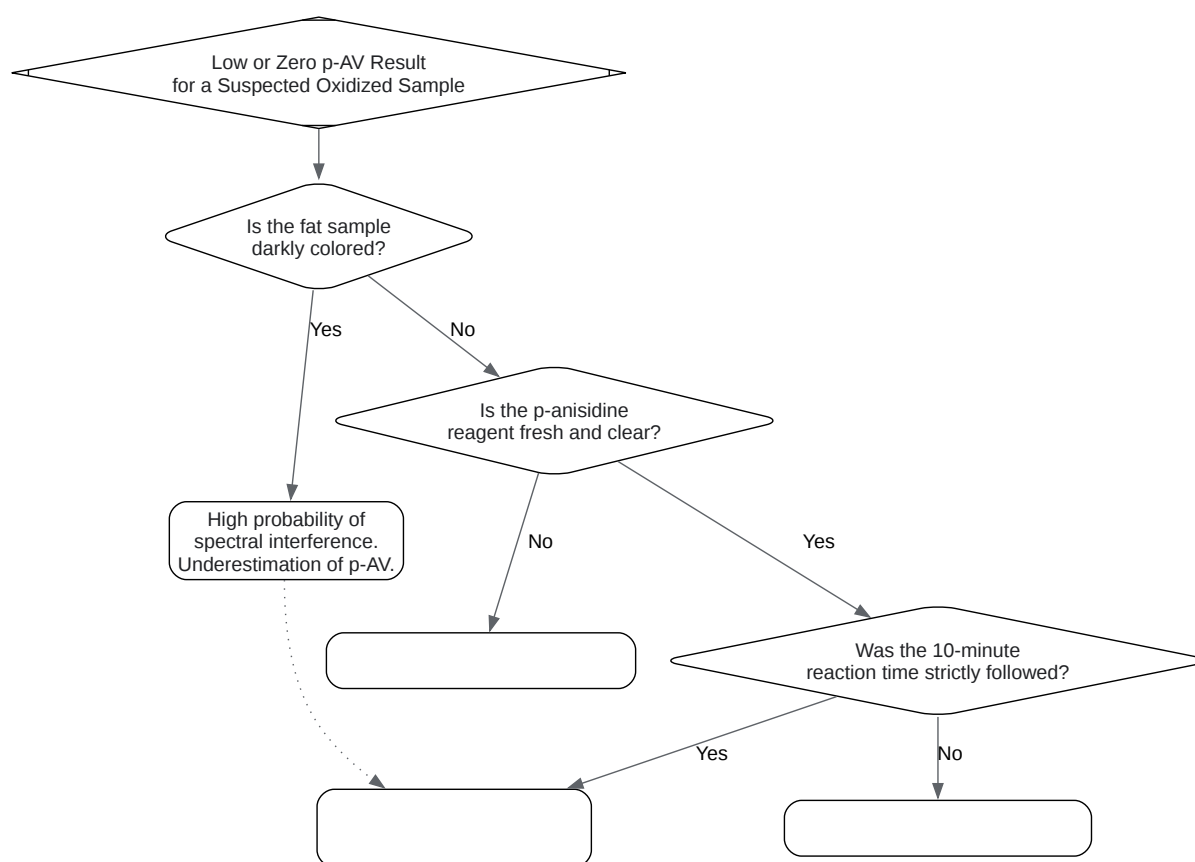 Low or Zero p-AV Result
for a Suspected Oxidized Sample
Is the fat sample
darkly colored?
Yes
No
Is the p-anisidine
reagent fresh and clear?
High probability of
spectral interference.
Underestimation of p-AV.
No
Yes
Was the 10-minute
reaction time strictly followed?
Yes
No